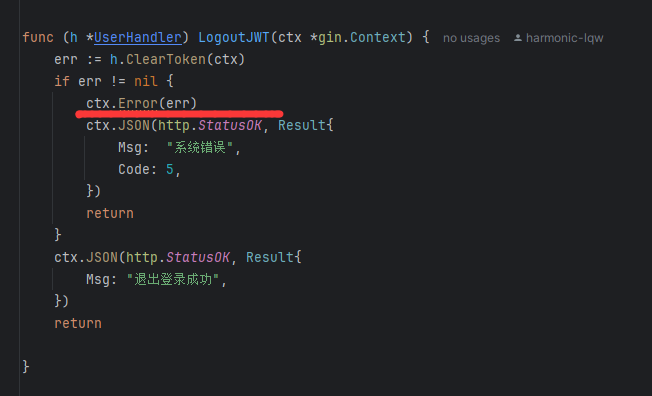 func (h *UserHandler) LogoutJWT(ctx *gin.Context) { no usages harmonic-lqw
    err := h.ClearToken(ctx)
    if err != nil {
        ctx.Error(err)
        ctx.JSON(http.StatusOK, Result{
            Msg:  "系统错误",
            Code: 5,
        })
        return
    }
    ctx.JSON(http.StatusOK, Result{
        Msg: "退出登录成功",
    })
    return
}